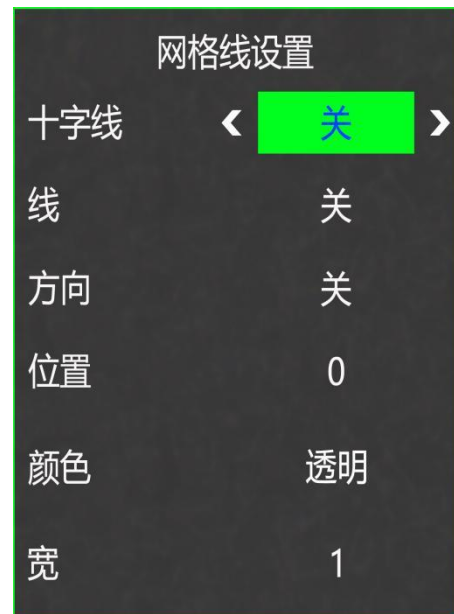 网格线设置
十字线 关
线 关
方向 关
位置 0
颜色 透明
宽 1